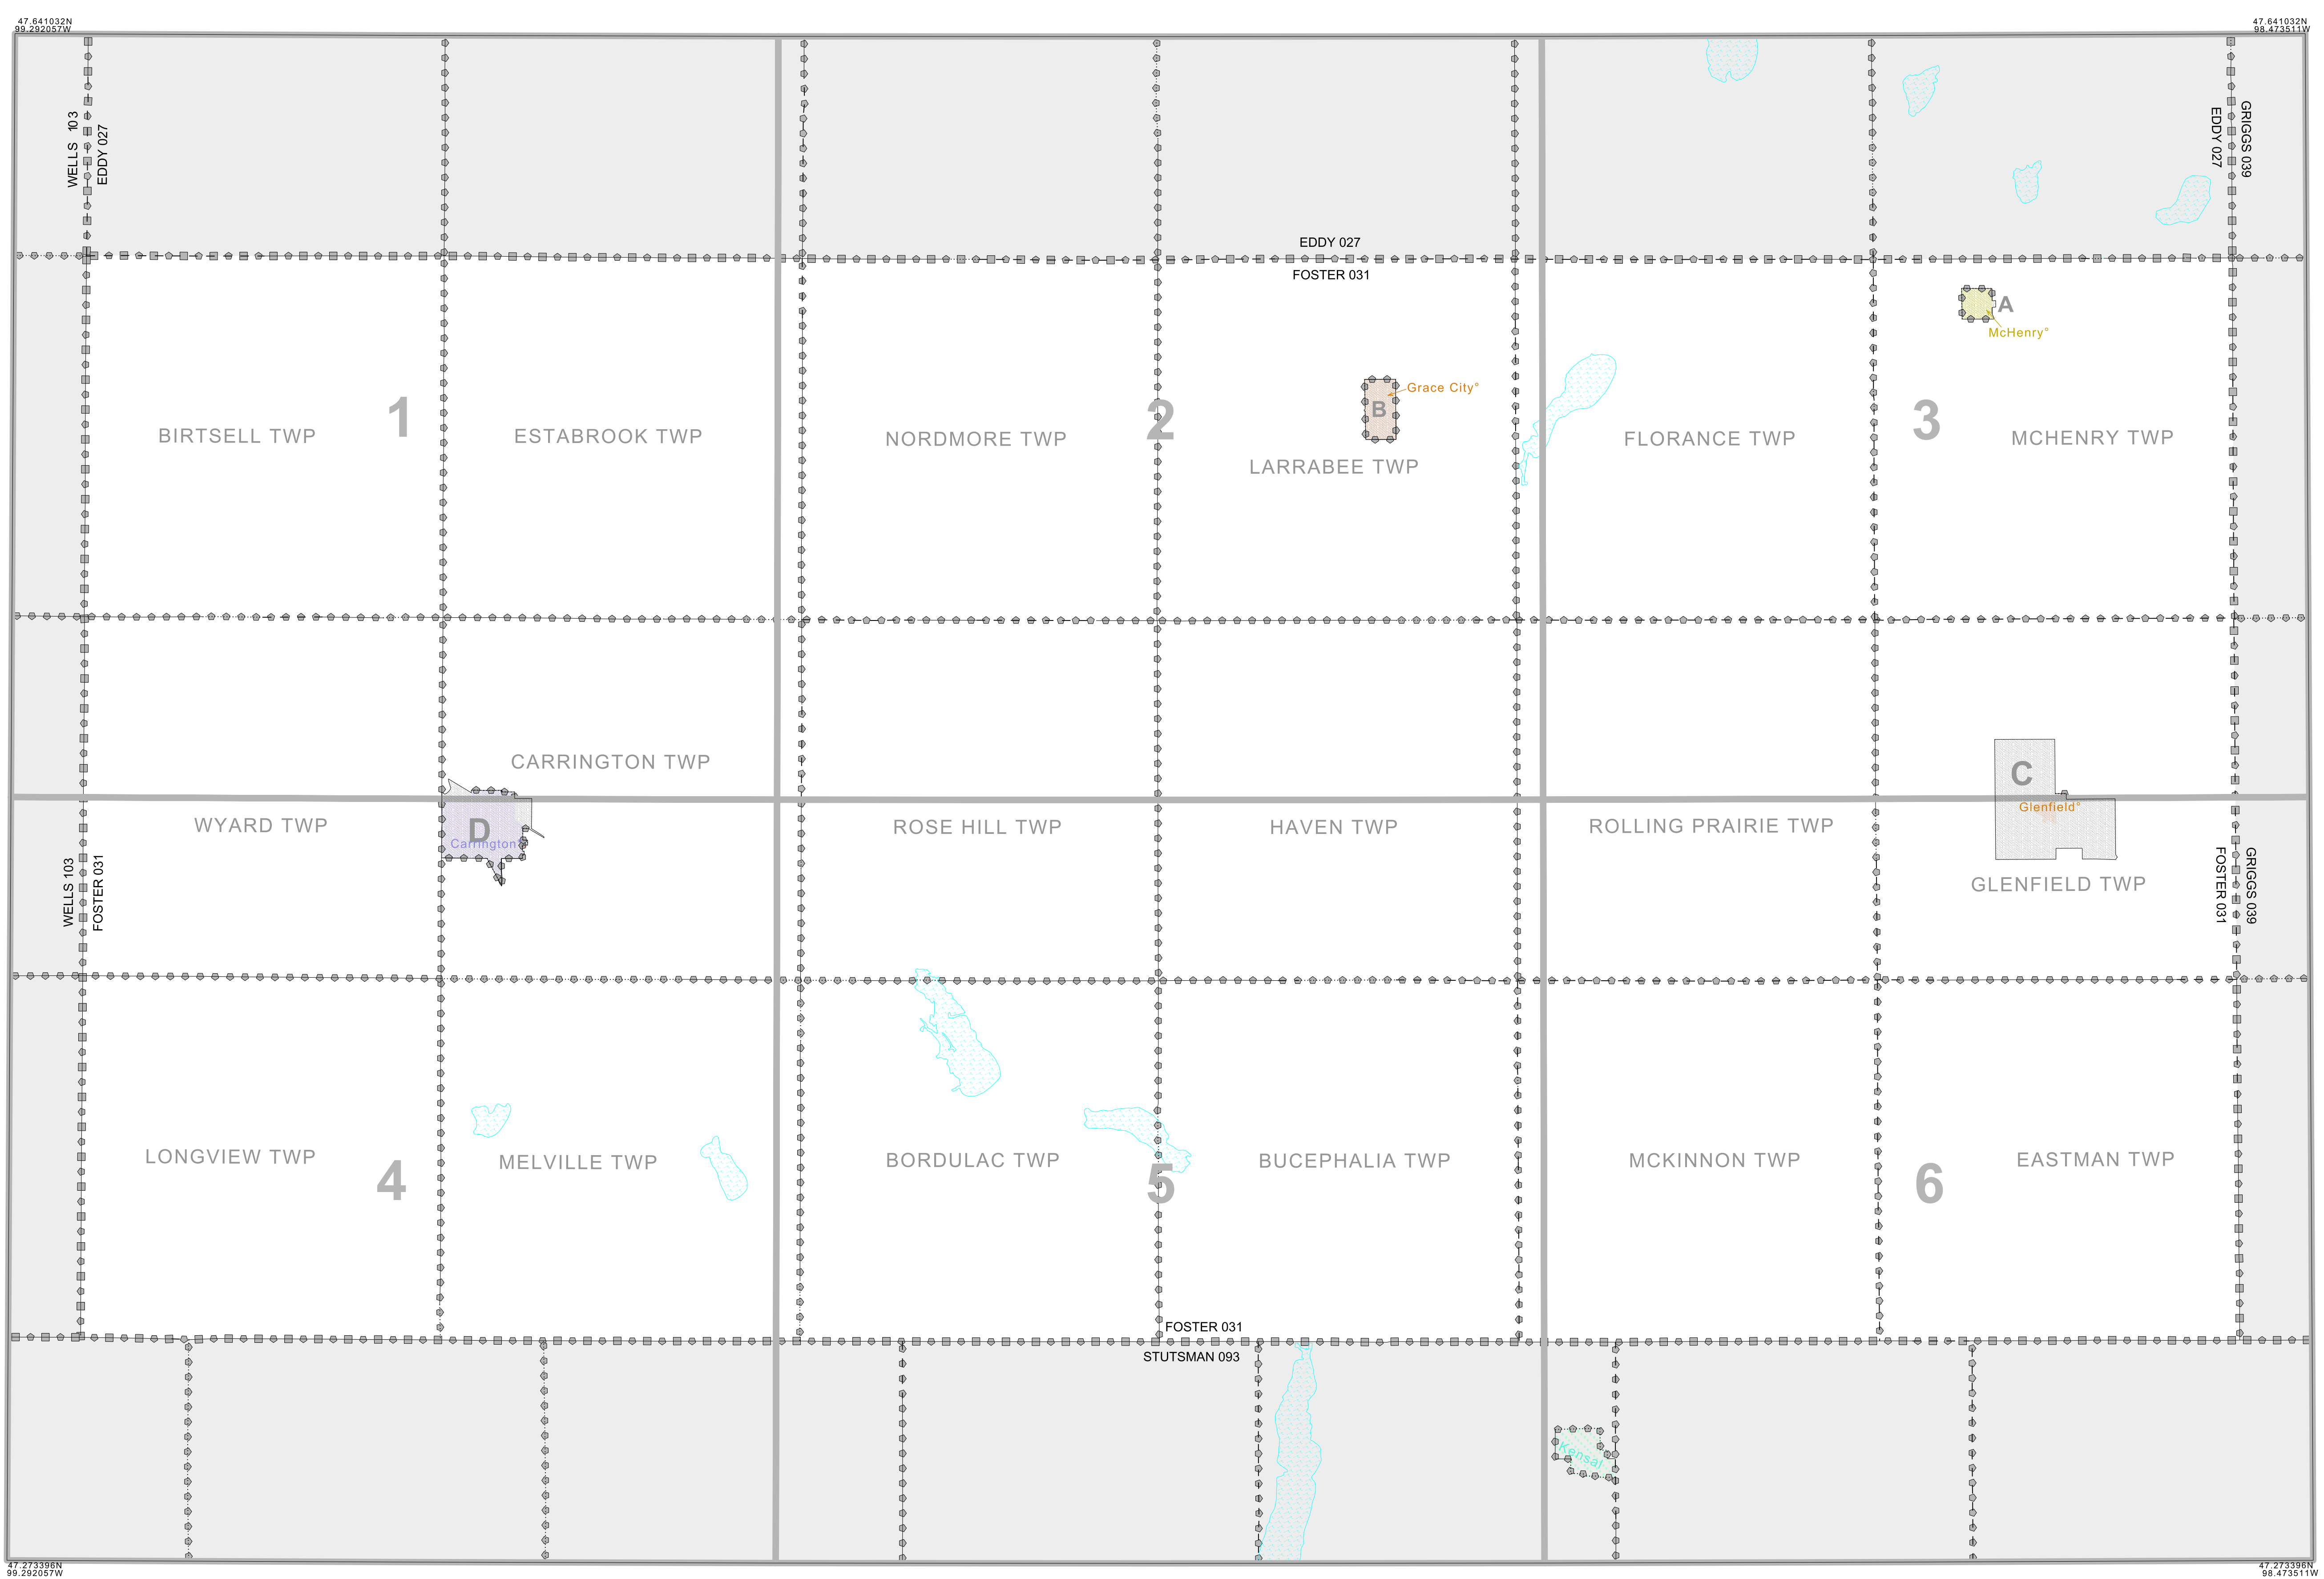 47.641032N
99.292057W
47.641032N
98.473511W
WELLS 103
EDDY 027
EDDY 027
GRIGGS 039
EDDY 027
FOSTER 031
A
McHenry°
B
Grace City°
1
2
3
BIRTSELL TWP
ESTABROOK TWP
NORDMORE TWP
LARRABEE TWP
FLORANCE TWP
MCHENRY TWP
CARRINGTON TWP
C
Glenfield°
D
Carrington°
WYARD TWP
ROSE HILL TWP
HAVEN TWP
ROLLING PRAIRIE TWP
GLENFIELD TWP
WELLS 103
FOSTER 031
FOSTER 031
GRIGGS 039
LONGVIEW TWP
4
MELVILLE TWP
BORDULAC TWP
5
BUCEPHALIA TWP
MCKINNON TWP
6
EASTMAN TWP
FOSTER 031
STUTSMAN 093
Kensal
47.273396N
99.292057W
47.273396N
98.473511W